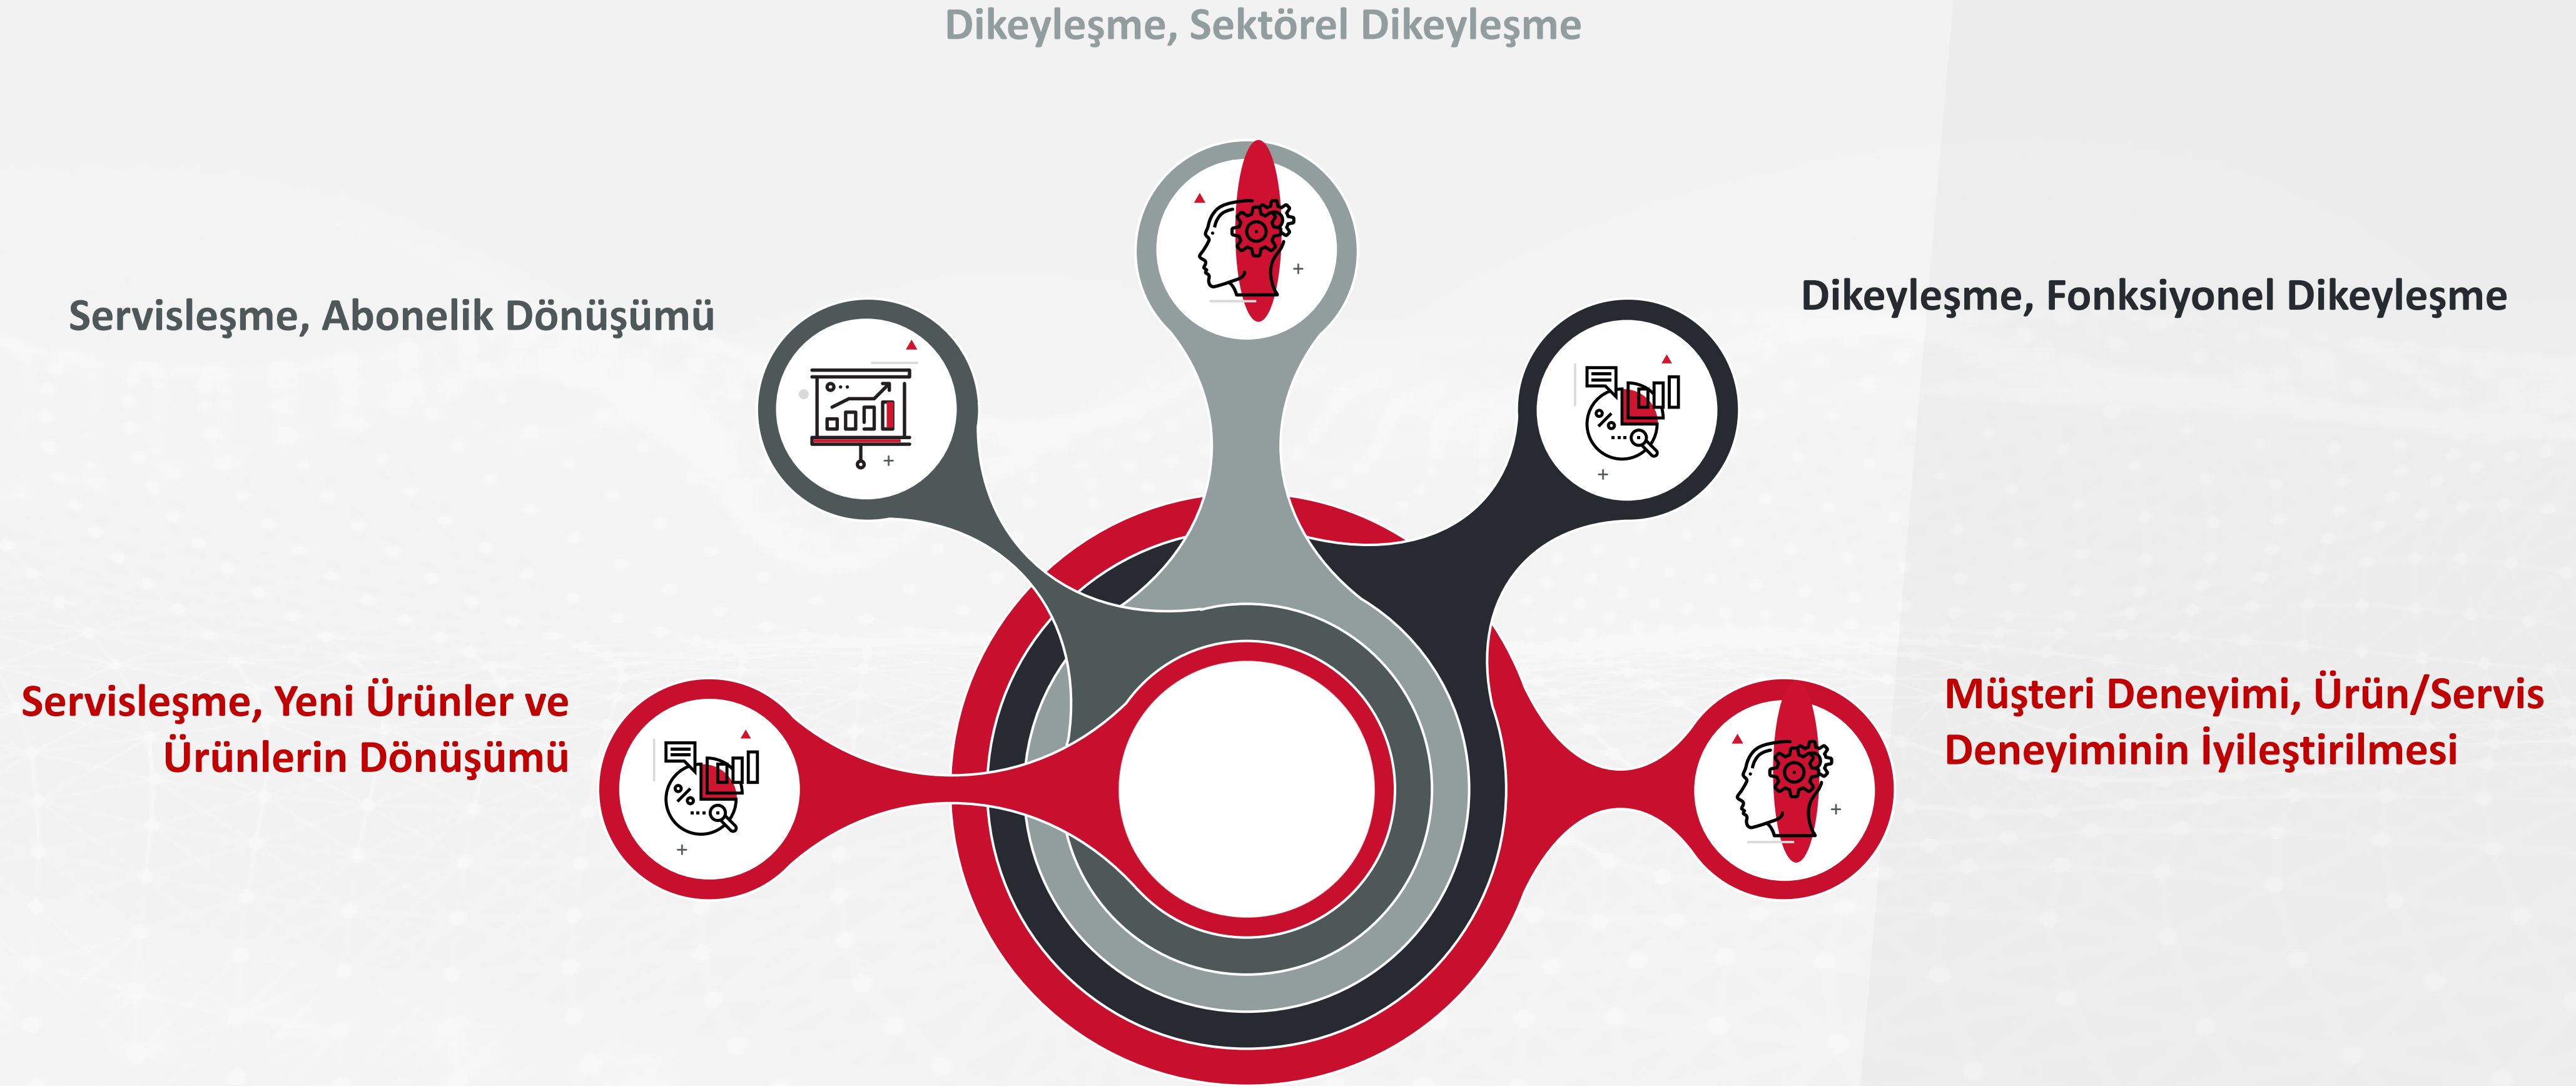 Dikeyleşme, Sektörel Dikeyleşme
Servisleşme, Abonelik Dönüşümü
Dikeyleşme, Fonksiyonel Dikeyleşme
Servisleşme, Yeni Ürünler ve
Ürünlerin Dönüşümü
Müşteri Deneyimi, Ürün/Servis
Deneyiminin İyileştirilmesi